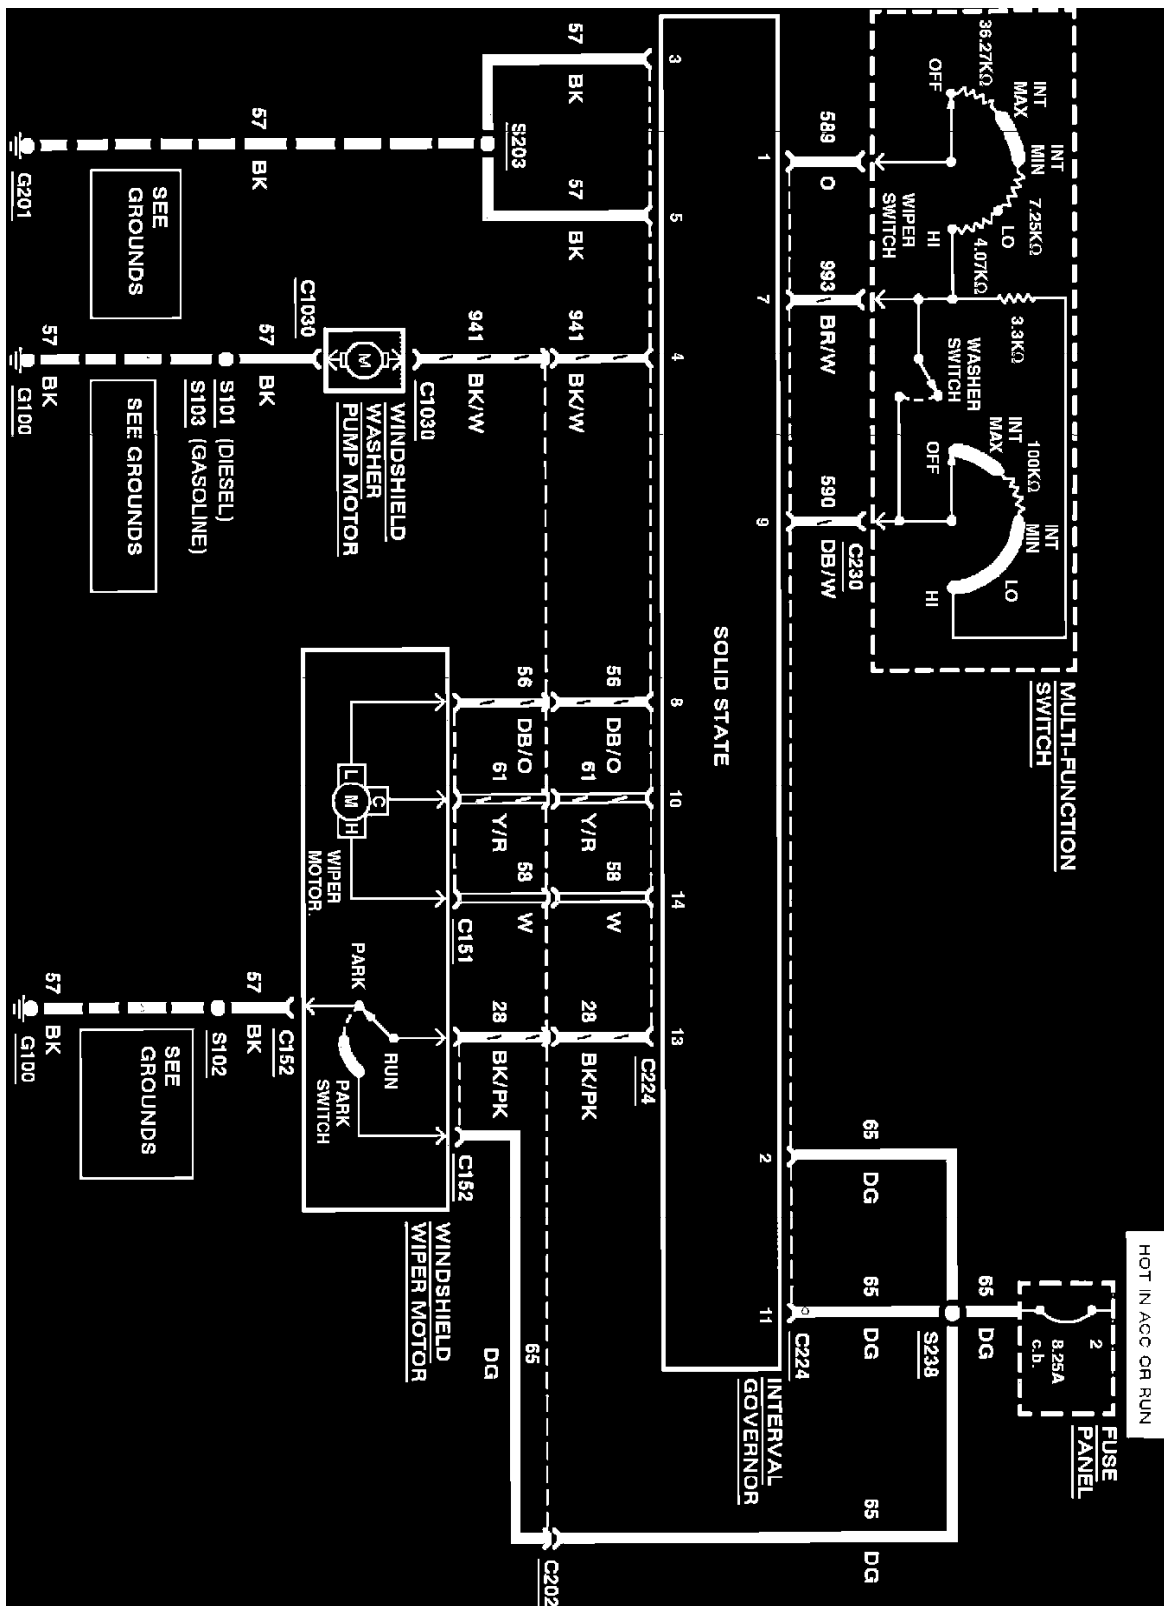 HOT IN ACC OR RUN
FUSE
PANEL
2
8.25A
c.b.
65
DG
S238
65
DG
65
DG
65
DG
C224
2
11
INTERVAL
GOVERNOR
SOLID STATE
MULTI-FUNCTION
SWITCH
36.27KΩ
OFF
INT
MAX
INT
MIN
7.25KΩ
LO
4.07KΩ
HI
WIPER
SWITCH
3.3KΩ
WASHER
SWITCH
OFF
INT
MAX
100KΩ
INT
MIN
LO
HI
589
O
993
BR/W
590
DB/W
C230
1
7
9
3
5
4
8
10
14
13
C224
57
BK
S203
57
BK
57
BK
G201
SEE
GROUNDS
941
BK/W
941
BK/W
C1030
WINDSHIELD
WASHER
PUMP MOTOR
M
C1030
57
BK
S101 (DIESEL)
S103 (GASOLINE)
SEE GROUNDS
57
BK
G100
56
DB/O
56
DB/O
61
Y/R
61
Y/R
58
W
58
W
C151
28
BK/PK
28
BK/PK
C152
65
DG
C202
WINDSHIELD
WIPER MOTOR
L
M
C
H
WIPER
MOTOR
PARK
RUN
PARK
SWITCH
C152
57
BK
S102
SEE
GROUNDS
57
BK
G100